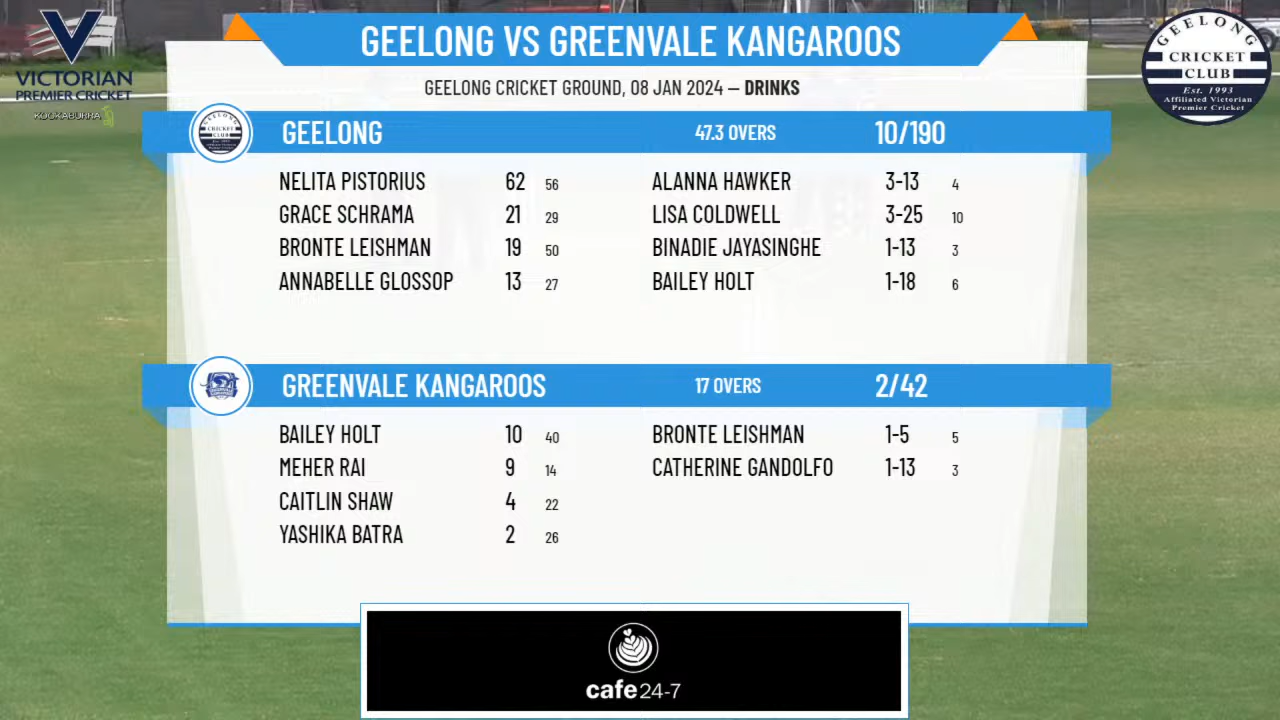 VICTORIAN
PREMIER CRICKET
KOOKABURRA
GEELONG VS GREENVALE KANGAROOS
GEELONG CRICKET GROUND, 08 JAN 2024 – DRINKS
GEELONG
CRICKET
CLUB
Est. 1993
Affiliated Victorian
Premier Cricket
GEELONG 47.3 OVERS 10/190
NELITA PISTORIUS 62 56 ALANNA HAWKER 3-13 4
GRACE SCHRAMA 21 29 LISA COLDWELL 3-25 10
BRONTE LEISHMAN 19 50 BINADIE JAYASINGHE 1-13 3
ANNABELLE GLOSSOP 13 27 BAILEY HOLT 1-18 6
GREENVALE KANGAROOS 17 OVERS 2/42
BAILEY HOLT 10 40 BRONTE LEISHMAN 1-5 5
MEHER RAI 9 14 CATHERINE GANDOLFO 1-13 3
CAITLIN SHAW 4 22
YASHIKA BATRA 2 26
cafe24-7